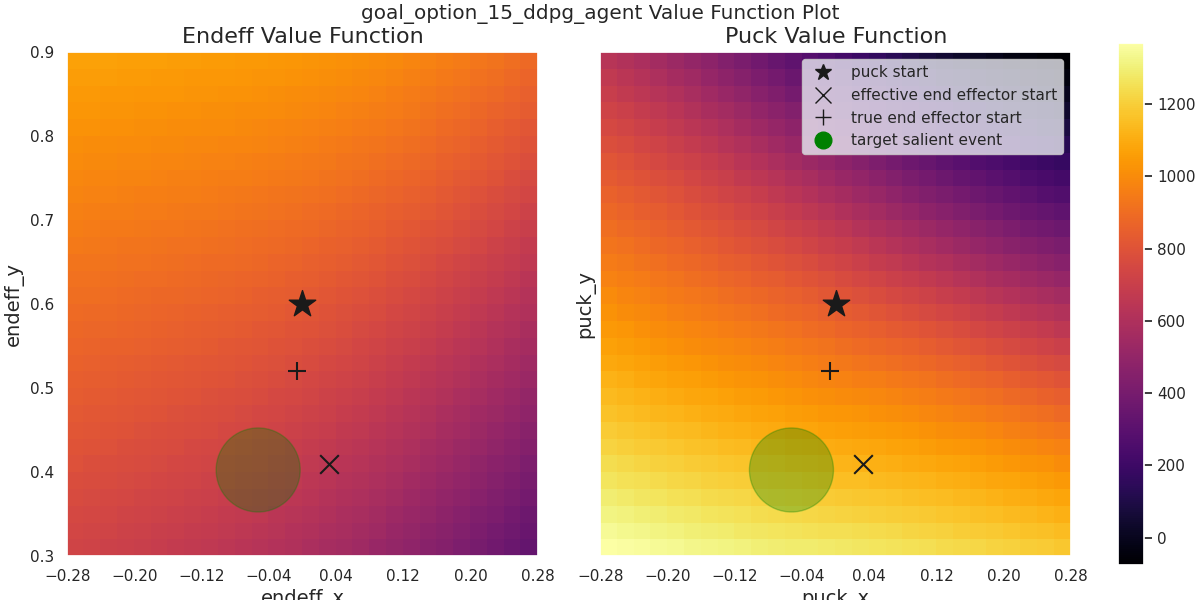 goal_option_15_ddpg_agent Value Function Plot
Endeff Value Function
Puck Value Function
0.9
0.8
0.7
0.6
0.5
0.4
0.3
endeff_y
−0.28 −0.20 −0.12 −0.04 0.04 0.12 0.20 0.28
endeff_x
puck_y
puck start
effective end effector start
true end effector start
target salient event
−0.28 −0.20 −0.12 −0.04 0.04 0.12 0.20 0.28
puck_x
1200
1000
800
600
400
200
0